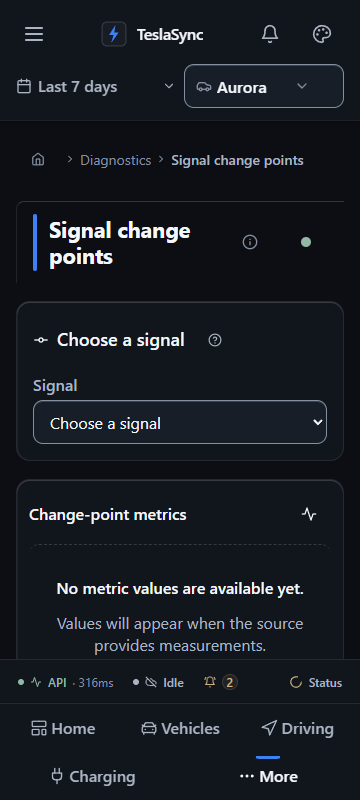 TeslaSync
Last 7 days
Aurora
Diagnostics
Signal change points
Signal change
points
Choose a signal
Signal
Choose a signal
Change-point metrics
No metric values are available yet.
Values will appear when the source
provides measurements.
API · 316ms
Idle
2
Status
Home
Vehicles
Driving
Charging
More